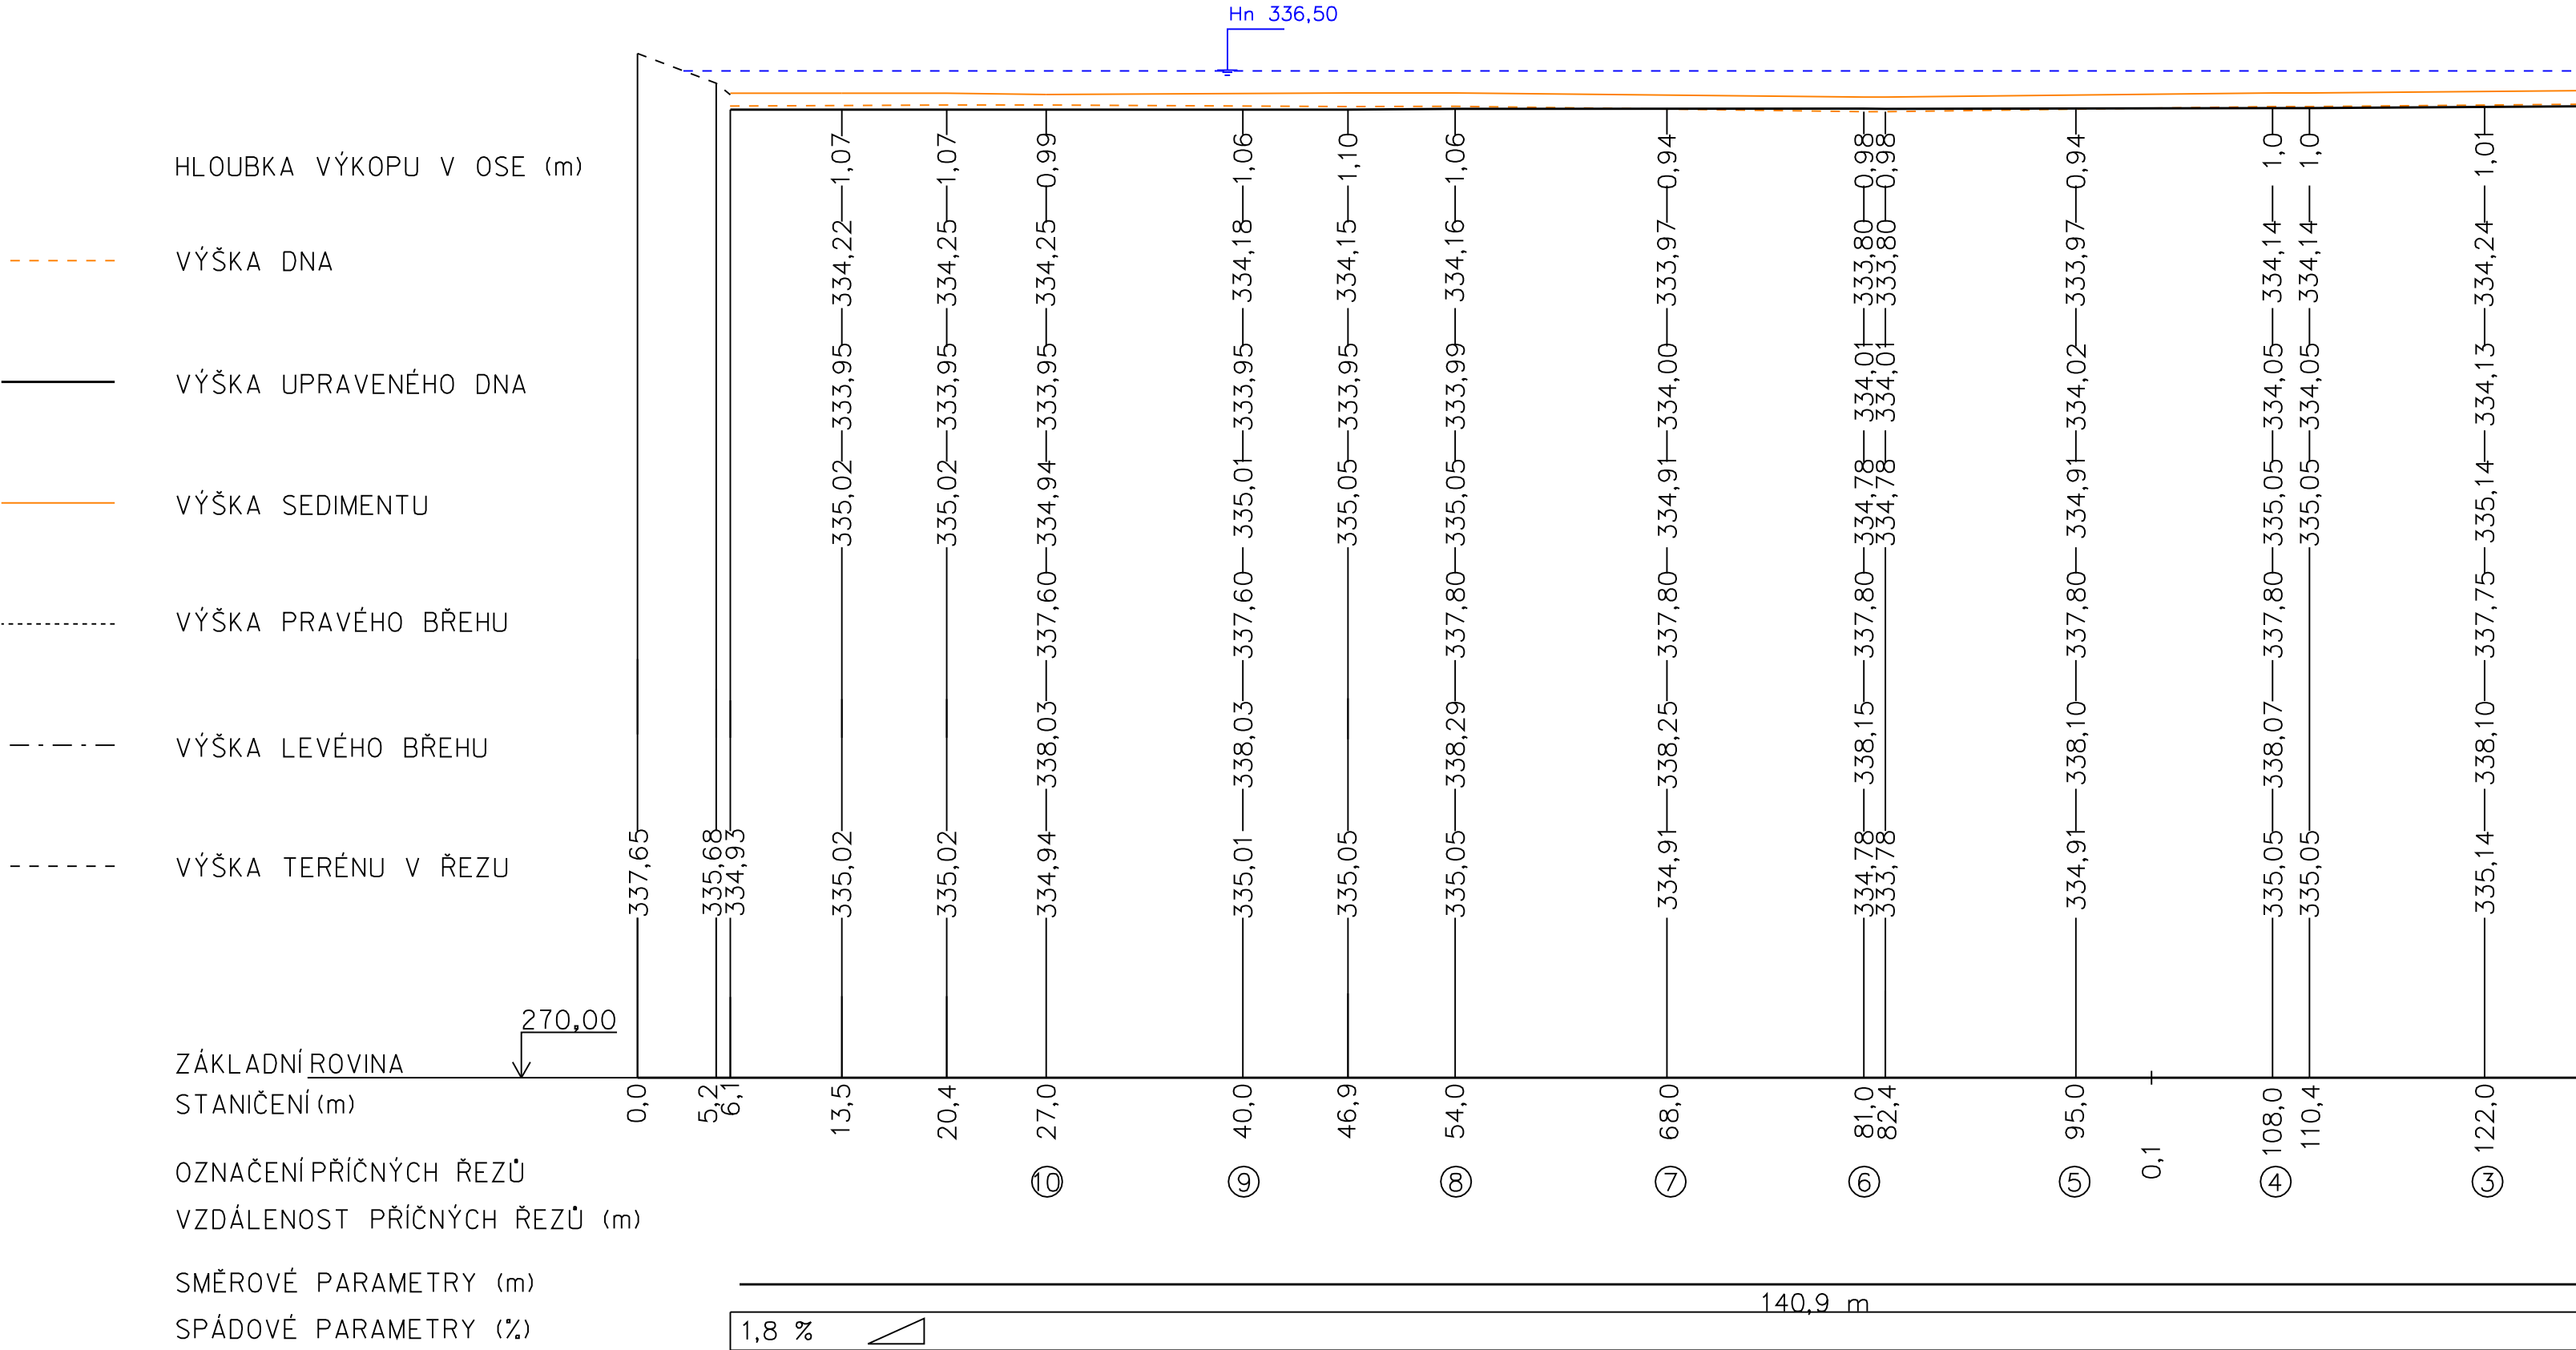 Hn 336,50
HLOUBKA VÝKOPU V OSE (m) 1,07 1,07 0,99 1,06 1,10 1,06 0,94 0,98 0,98 0,94 1,0 1,0 1,01
VÝŠKA DNA 334,22 334,25 334,25 334,18 334,15 334,16 333,97 333,80 333,80 333,97 334,14 334,14 334,24
VÝŠKA UPRAVENÉHO DNA 333,95 333,95 333,95 333,95 333,95 333,99 334,00 334,01 334,01 334,02 334,05 334,05 334,13
VÝŠKA SEDIMENTU 335,02 335,02 334,94 335,01 335,05 335,05 334,91 334,78 334,78 334,91 335,05 335,05 335,14
VÝŠKA PRAVÉHO BŘEHU 337,60 337,60 337,80 337,80 337,80 337,80 337,80 337,75
VÝŠKA LEVÉHO BŘEHU 338,03 338,03 338,29 338,25 338,15 338,10 338,07 338,10
VÝŠKA TERÉNU V ŘEZU 337,65 335,68 334,93 335,02 335,02 334,94 335,01 335,05 335,05 334,91 334,78 333,78 334,91 335,05 335,05 335,14
270,00
ZÁKLADNÍ ROVINA
STANIČENÍ (m) 0,0 5,2 6,1 13,5 20,4 27,0 40,0 46,9 54,0 68,0 81,0 82,4 95,0 108,0 110,4 122,0
0,1
OZNAČENÍ PŘÍČNÝCH ŘEZŮ 10 9 8 7 6 5 4 3
VZDÁLENOST PŘÍČNÝCH ŘEZŮ (m)
SMĚROVÉ PARAMETRY (m)
140,9 m
SPÁDOVÉ PARAMETRY (%) 1,8 %